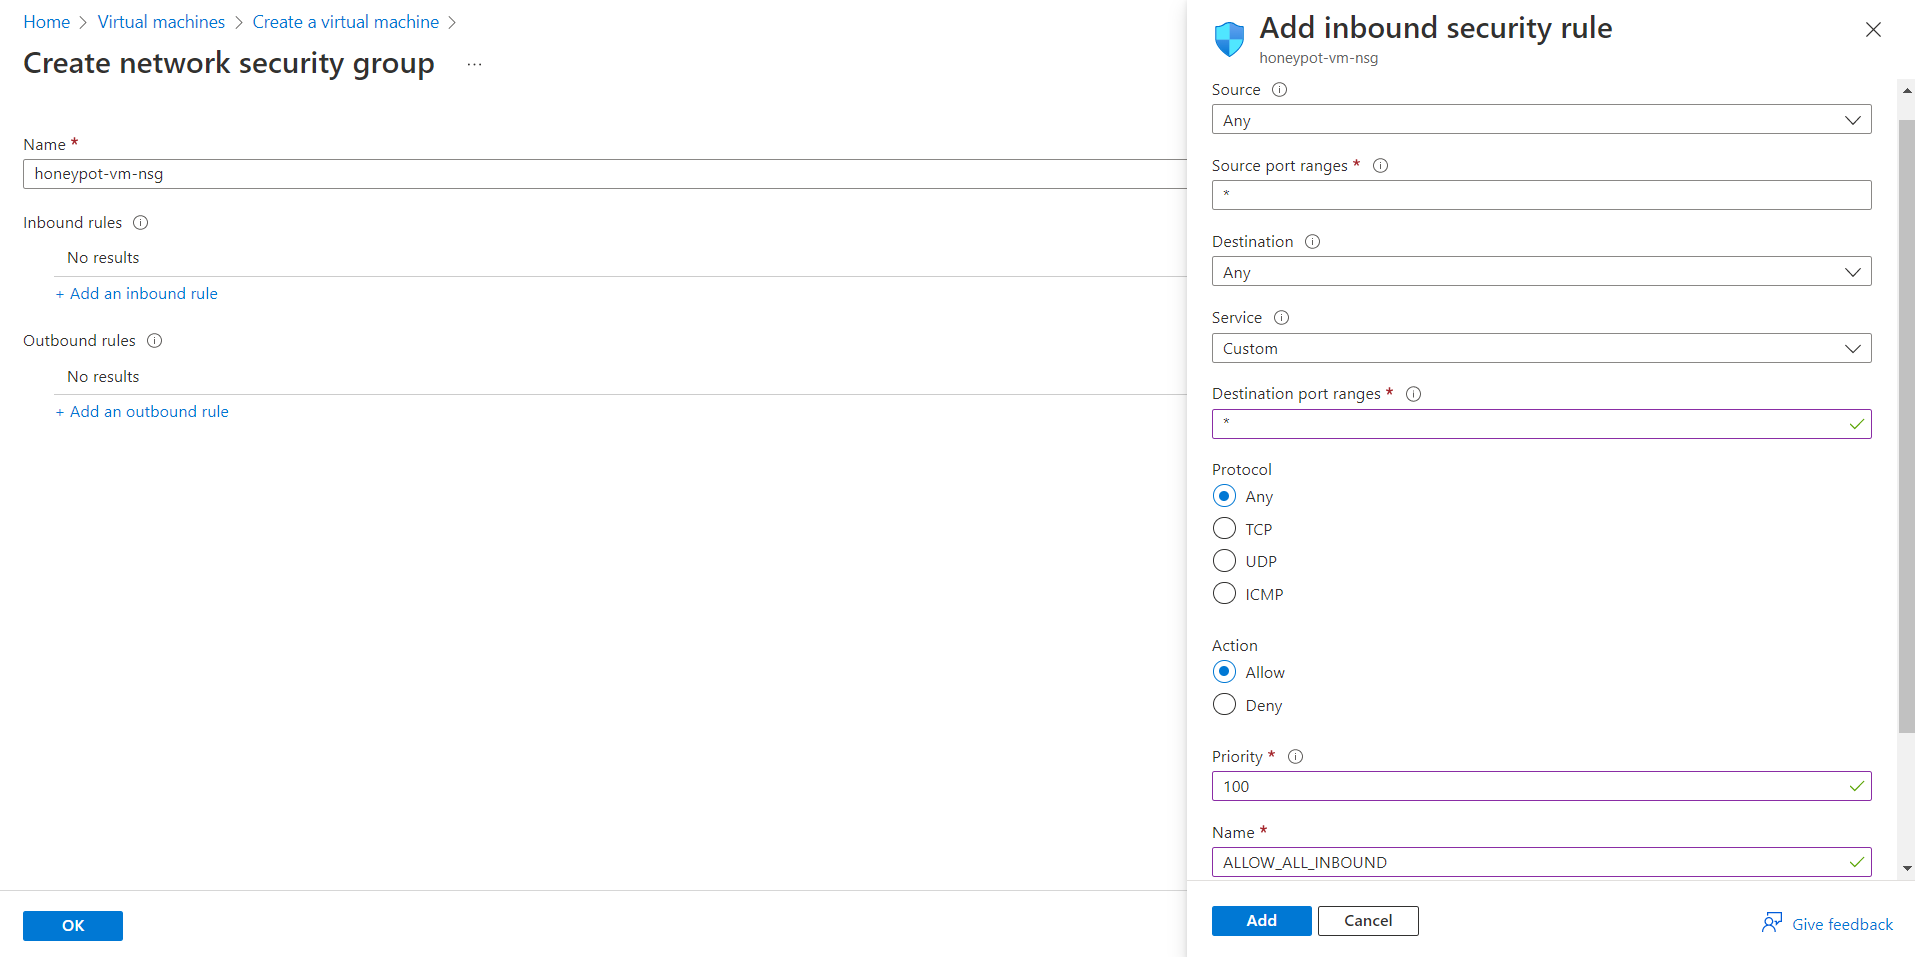 Home > Virtual machines > Create a virtual machine >
Create network security group ...
Name *
honeypot-vm-nsg
Inbound rules
No results
+ Add an inbound rule
Outbound rules
No results
+ Add an outbound rule
OK
Add inbound security rule
honeypot-vm-nsg
Source
Any
Source port ranges *
*
Destination
Any
Service
Custom
Destination port ranges *
*
Protocol
Any
TCP
UDP
ICMP
Action
Allow
Deny
Priority *
100
Name *
ALLOW_ALL_INBOUND
Add Cancel Give feedback